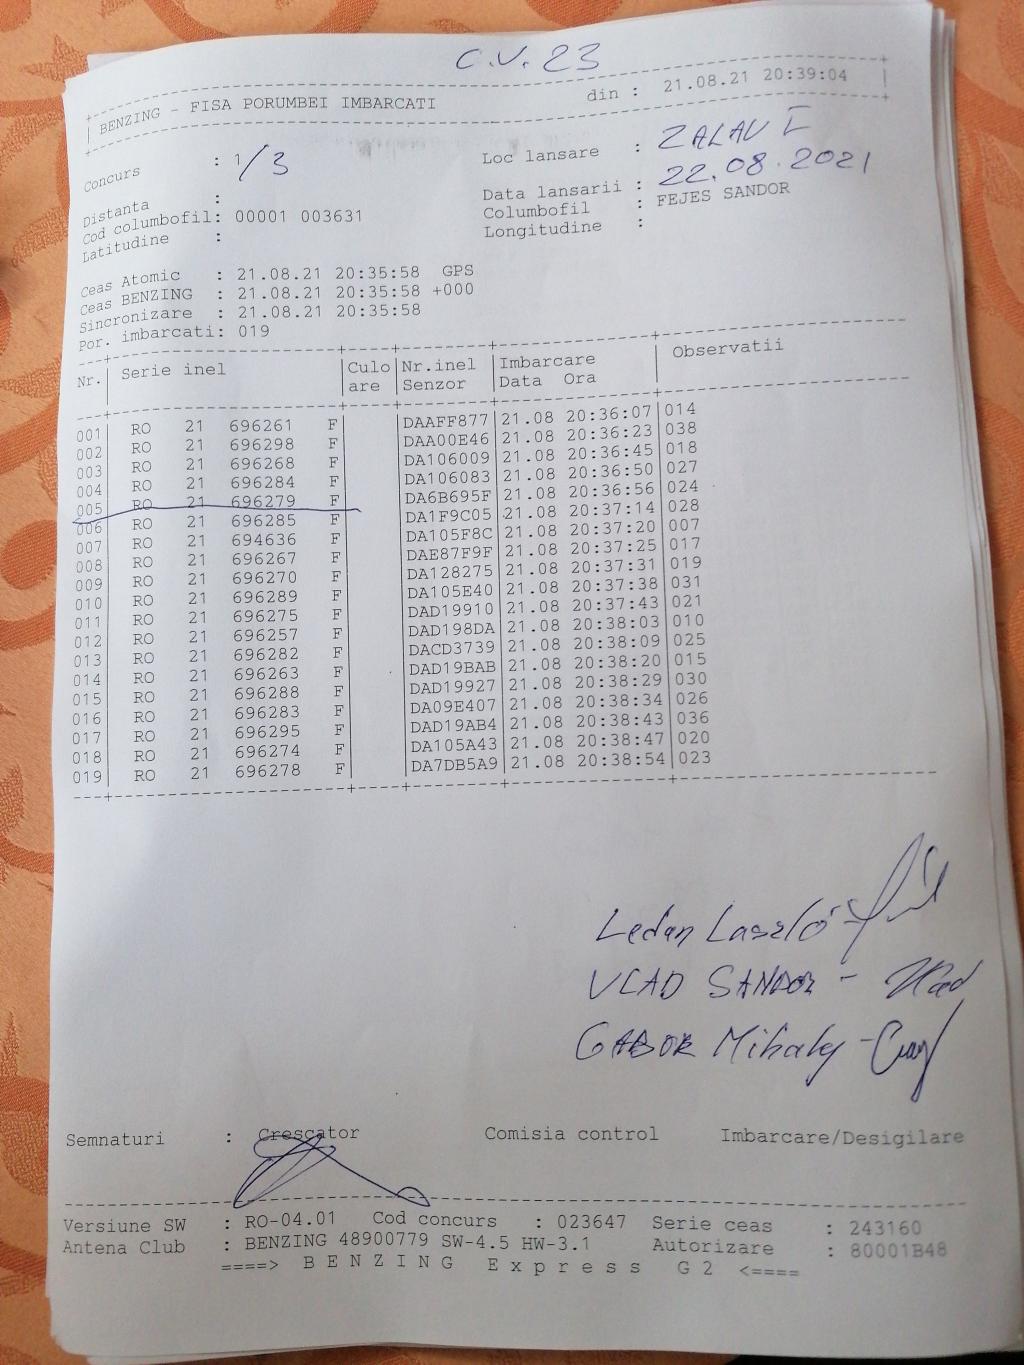 C.V. 23
BENZING - FISA PORUMBEI IMBARCATI din : 21.08.21 20:39:04
Concurs : 1/3 Loc lansare : ZALAU I
Distanta : Data lansarii : 22.08.2021
Cod columbofil: 00001 003631 Columbofil : FEJES SANDOR
Latitudine : Longitudine :
Ceas Atomic : 21.08.21 20:35:58 GPS
Ceas BENZING : 21.08.21 20:35:58 +000
Sincronizare : 21.08.21 20:35:58
Por. imbarcati: 019
Nr. Serie inel Culo Nr.inel Imbarcare Observatii
are Senzor Data Ora
001 RO 21 696261 F DAAFF877 21.08 20:36:07 014
002 RO 21 696298 F DAA00E46 21.08 20:36:23 038
003 RO 21 696268 F DA106009 21.08 20:36:45 018
004 RO 21 696284 F DA106083 21.08 20:36:50 027
005 RO 21 696279 F DA6B695F 21.08 20:36:56 024
006 RO 21 696285 F DA1F9C05 21.08 20:37:14 028
007 RO 21 694636 F DA105F8C 21.08 20:37:20 007
008 RO 21 696267 F DAE87F9F 21.08 20:37:25 017
009 RO 21 696270 F DA128275 21.08 20:37:31 019
010 RO 21 696289 F DA105E40 21.08 20:37:38 031
011 RO 21 696275 F DAD19910 21.08 20:37:43 021
012 RO 21 696257 F DAD198DA 21.08 20:38:03 010
013 RO 21 696282 F DACD3739 21.08 20:38:09 025
014 RO 21 696263 F DAD19BAB 21.08 20:38:20 015
015 RO 21 696288 F DAD19927 21.08 20:38:29 030
016 RO 21 696283 F DA09E407 21.08 20:38:34 026
017 RO 21 696295 F DAD19AB4 21.08 20:38:43 036
018 RO 21 696274 F DA105A43 21.08 20:38:47 020
019 RO 21 696278 F DA7DB5A9 21.08 20:38:54 023
Ledan László
VLAD SANDOR - Vlad
GABOR Mihaly -
Semnaturi : Crescator Comisia control Imbarcare/Desigilare
Versiune SW : RO-04.01 Cod concurs : 023647 Serie ceas : 243160
Antena Club : BENZING 48900779 SW-4.5 HW-3.1 Autorizare : 80001B48
====> B E N Z I N G E x p r e s s G 2 <====